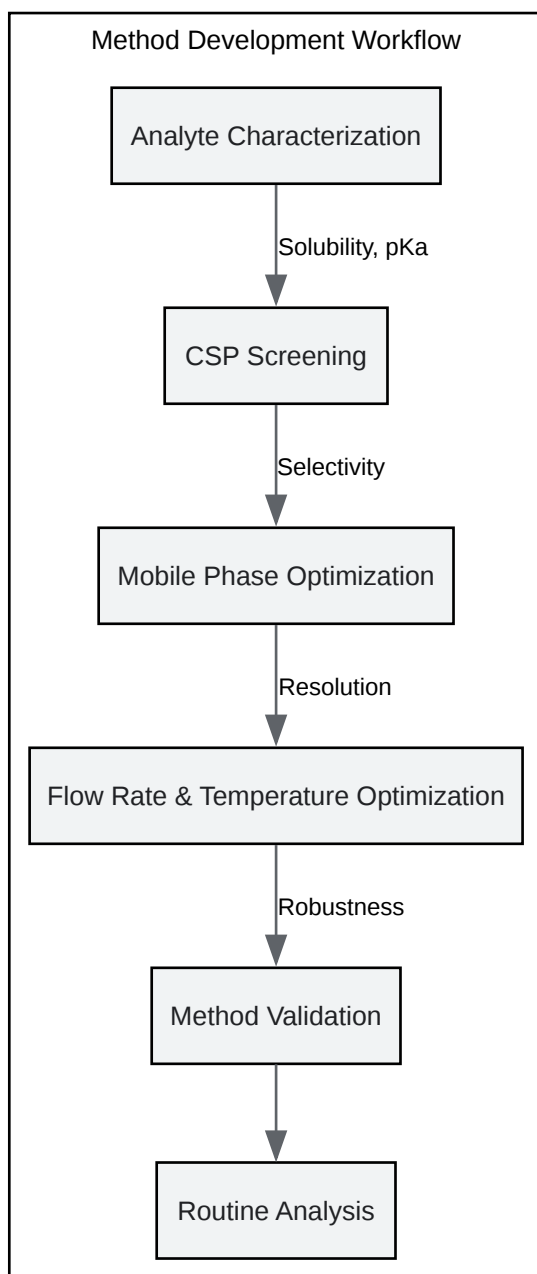 Method Development Workflow
Analyte Characterization
Solubility, pKa
CSP Screening
Selectivity
Mobile Phase Optimization
Resolution
Flow Rate & Temperature Optimization
Robustness
Method Validation
Routine Analysis